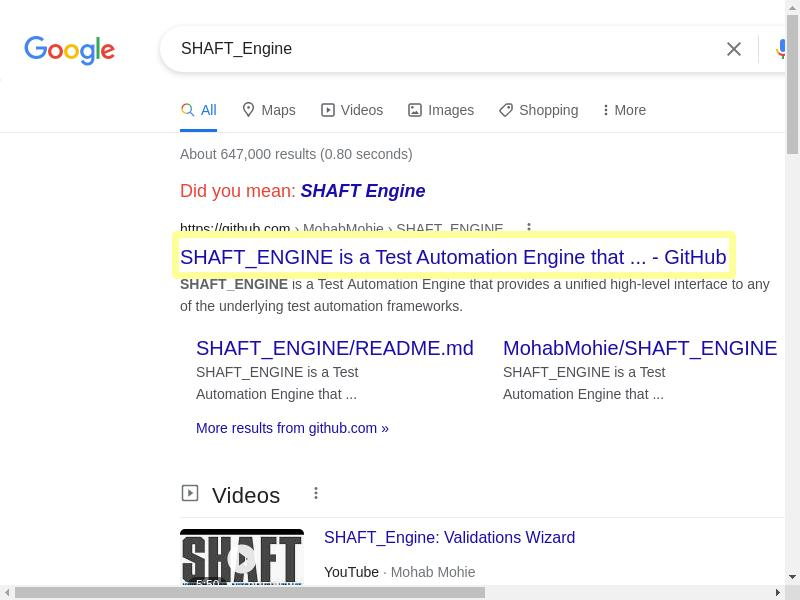 Google
SHAFT_Engine
All Maps Videos Images Shopping More
About 647,000 results (0.80 seconds)
Did you mean: SHAFT Engine
https://github.com › MohabMohie › SHAFT_ENGINE
SHAFT_ENGINE is a Test Automation Engine that ... - GitHub
SHAFT_ENGINE is a Test Automation Engine that provides a unified high-level interface to any
of the underlying test automation frameworks.
SHAFT_ENGINE/README.md
SHAFT_ENGINE is a Test
Automation Engine that ...
MohabMohie/SHAFT_ENGINE
SHAFT_ENGINE is a Test
Automation Engine that ...
More results from github.com »
Videos
SHAFT
5:50
SHAFT_Engine: Validations Wizard
YouTube · Mohab Mohie